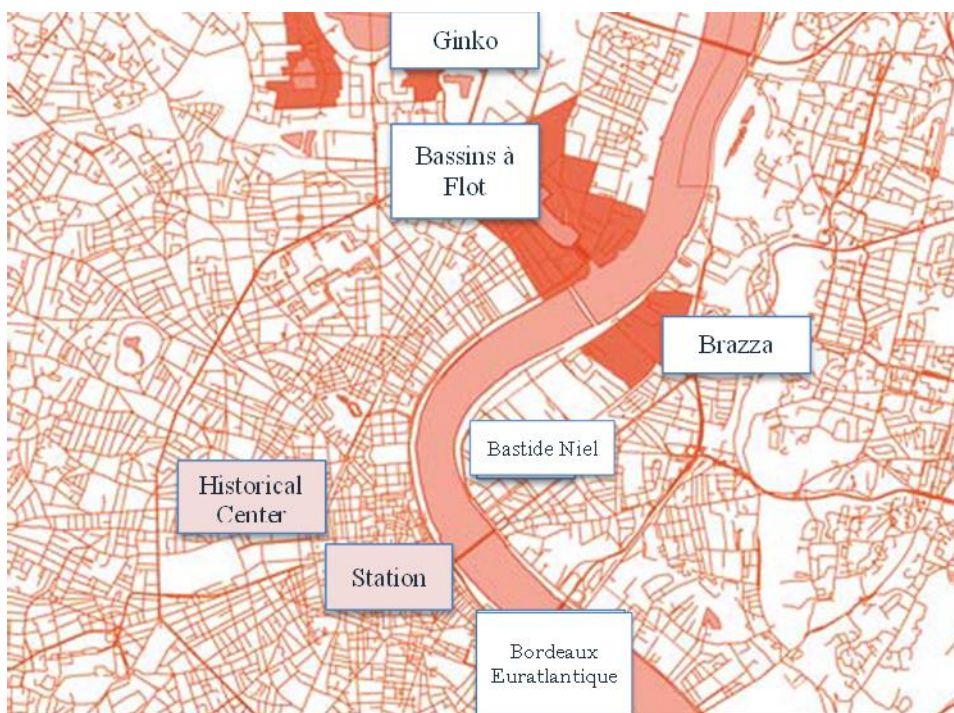 Ginko
Bassins à
Flot
Brazza
Bastide Niel
Historical
Center
Station
Bordeaux
Euratlantique